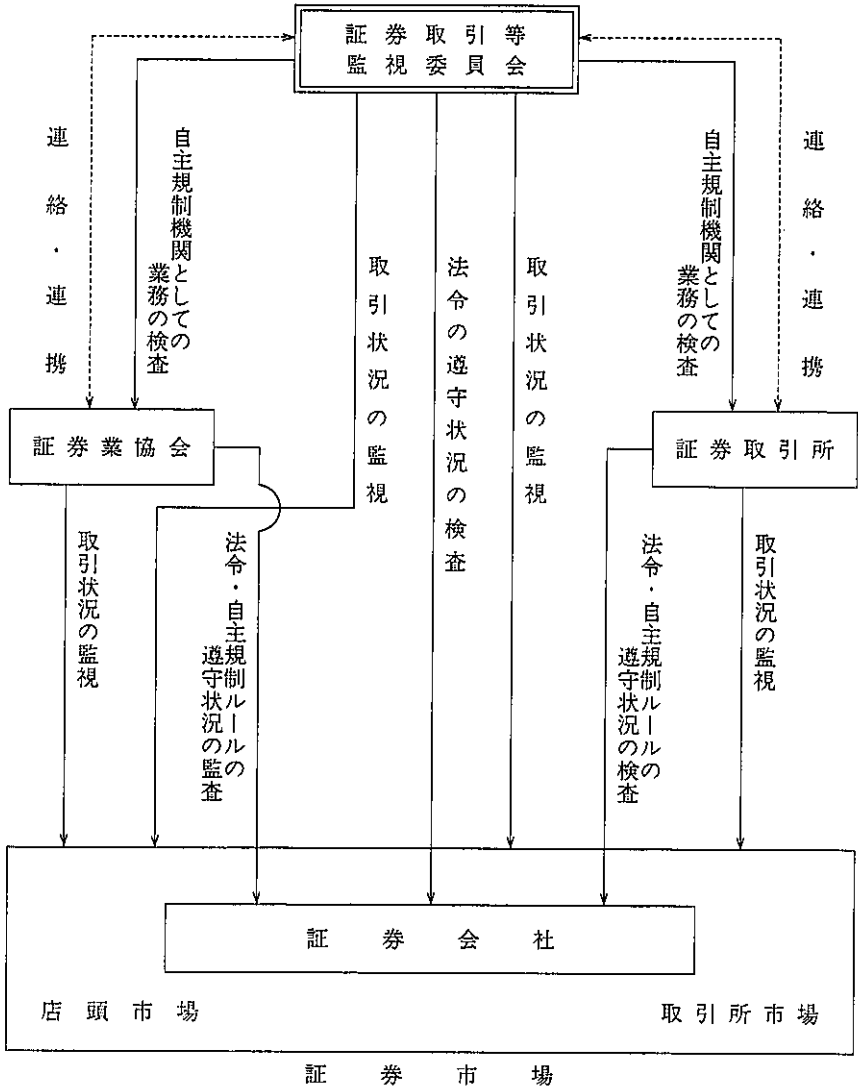 証券取引等
監視委員会
連絡・連携
自主規制機関としての
業務の検査
取引状況の監視
法令の遵守状況の検査
取引状況の監視
自主規制機関としての
業務の検査
連絡・連携
証券業協会
証券取引所
取引状況の監視
法令・自主規制ルールの
遵守状況の監査
法令・自主規制ルールの
遵守状況の検査
取引状況の監視
証券会社
店頭市場
取引所市場
証券市場